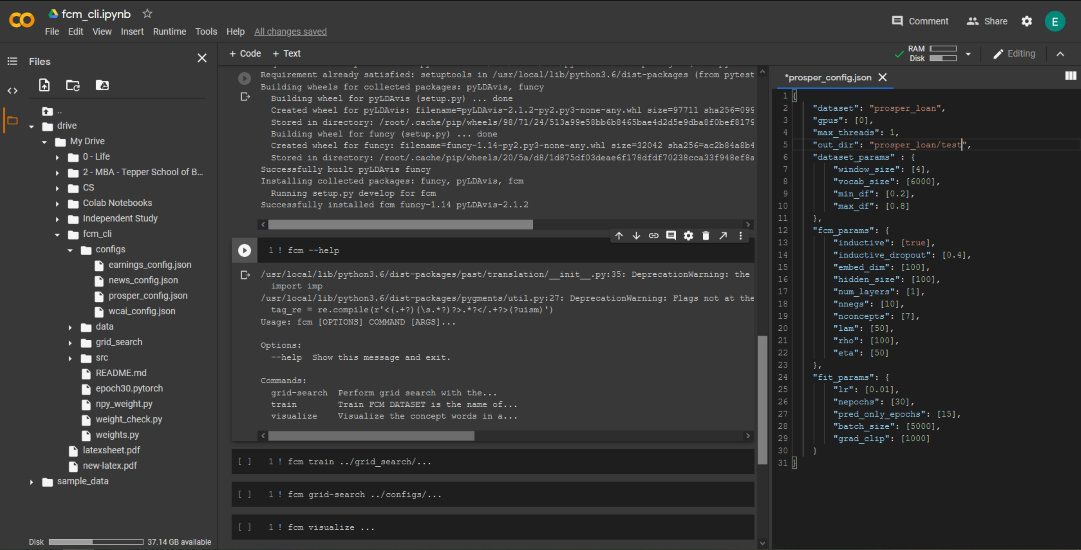 fcm_cli.ipynb
File Edit View Insert Runtime Tools Help All changes saved
Comment
Share
E
Files
+ Code + Text
RAM
Disk
Editing
..
drive
My Drive
0 - Life
2 - MBA - Tepper School of B...
CS
Colab Notebooks
Independent Study
fcm_cli
configs
earnings_config.json
news_config.json
prosper_config.json
wcai_config.json
data
grid_search
src
README.md
epoch30.pytorch
npy_weight.py
weight_check.py
weights.py
latexsheet.pdf
new-latex.pdf
sample_data
Disk 37.14 GB available
Requirement already satisfied: setuptools in /usr/local/lib/python3.6/dist-packages (from pytest
Building wheels for collected packages: pyLDAvis, funcy
Building wheel for pyLDAvis (setup.py) ... done
Created wheel for pyLDAvis: filename=pyLDAvis-2.1.2-py2.py3-none-any.whl size=97711 sha256=099
Stored in directory: /root/.cache/pip/wheels/98/71/24/513a99e58bb6b8465bae4d2d5e9dba8f0bef8179
Building wheel for funcy (setup.py) ... done
Created wheel for funcy: filename=funcy-1.14-py2.py3-none-any.whl size=32042 sha256=ac2b84a8b4
Stored in directory: /root/.cache/pip/wheels/20/5a/d8/1d875df03deae6f178dfdf70238cca33f948ef8a
Successfully built pyLDAvis funcy
Installing collected packages: funcy, pyLDAvis, fcm
Running setup.py develop for fcm
Successfully installed fcm funcy-1.14 pyLDAvis-2.1.2
1 ! fcm --help
/usr/local/lib/python3.6/dist-packages/past/translation/__init__.py:35: DeprecationWarning: the
import imp
/usr/local/lib/python3.6/dist-packages/pygments/util.py:27: DeprecationWarning: Flags not at the
tag_re = re.compile(r'<(.+?)(\s.*?)?>.*?</.+?>(?uism)')
Usage: fcm [OPTIONS] COMMAND [ARGS]...
Options:
--help Show this message and exit.
Commands:
grid-search Perform grid search with the...
train Train FCM DATASET is the name of...
visualize Visualize the concept words in a...
[ ] 1 ! fcm train ../grid_search/...
[ ] 1 ! fcm grid-search ../configs/...
[ ] 1 ! fcm visualize ...
*prosper_config.json
1 {
2 "dataset": "prosper_loan",
3 "gpus": [0],
4 "max_threads": 1,
5 "out_dir": "prosper_loan/test",
6 "dataset_params" : {
7 "window_size": [4],
8 "vocab_size": [6000],
9 "min_df": [0.2],
10 "max_df": [0.8]
11 },
12 "fcm_params": {
13 "inductive": [true],
14 "inductive_dropout": [0.4],
15 "embed_dim": [100],
16 "hidden_size": [100],
17 "num_layers": [1],
18 "nnegs": [10],
19 "nconcepts": [7],
20 "lam": [50],
21 "rho": [100],
22 "eta": [50]
23 },
24 "fit_params": {
25 "lr": [0.01],
26 "nepochs": [30],
27 "pred_only_epochs": [15],
28 "batch_size": [5000],
29 "grad_clip": [1000]
30 }
31 }